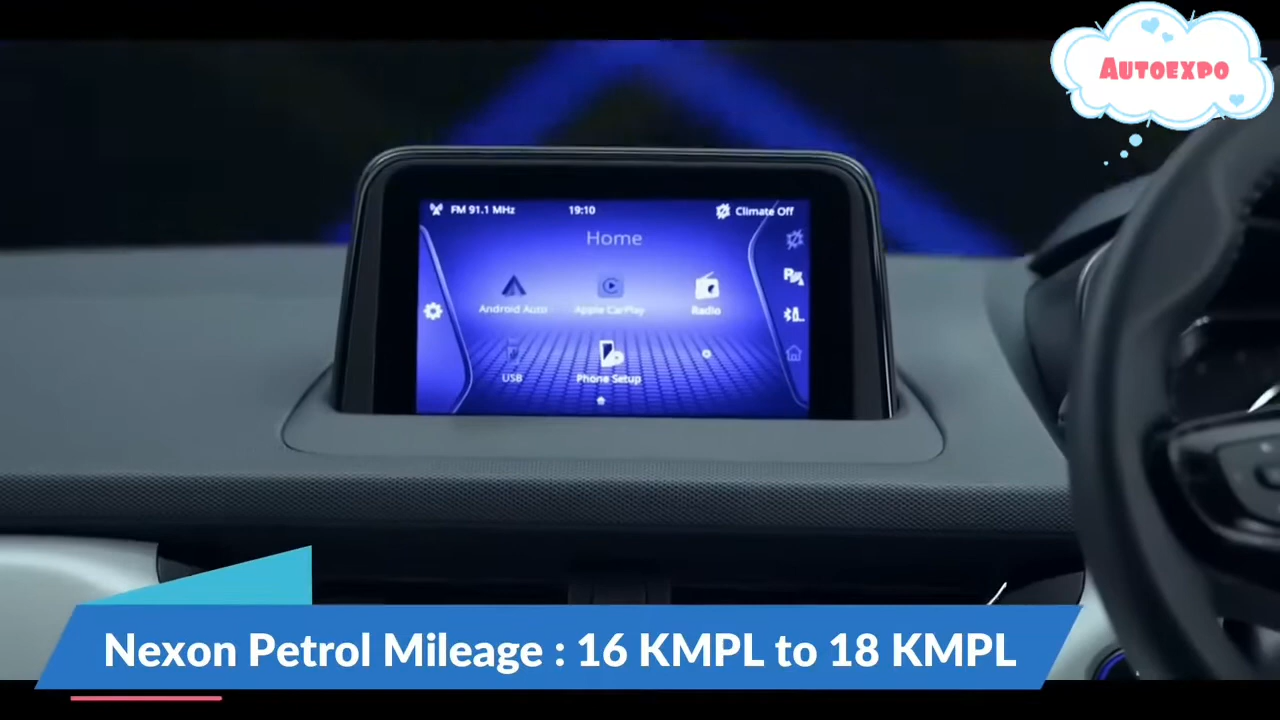 AUTOEXPO
FM 91.1 MHz 19:10 Climate Off
Home
Android Auto Apple CarPlay Radio
USB Phone Setup
Nexon Petrol Mileage : 16 KMPL to 18 KMPL